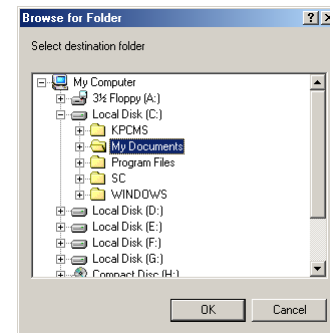 Browse for Folder
Select destination folder
My Computer
3½ Floppy (A:)
Local Disk (C:)
KPCMS
My Documents
Program Files
SC
WINDOWS
Local Disk (D:)
Local Disk (E:)
Local Disk (F:)
Local Disk (G:)
Compact Disc (H:)
OK Cancel